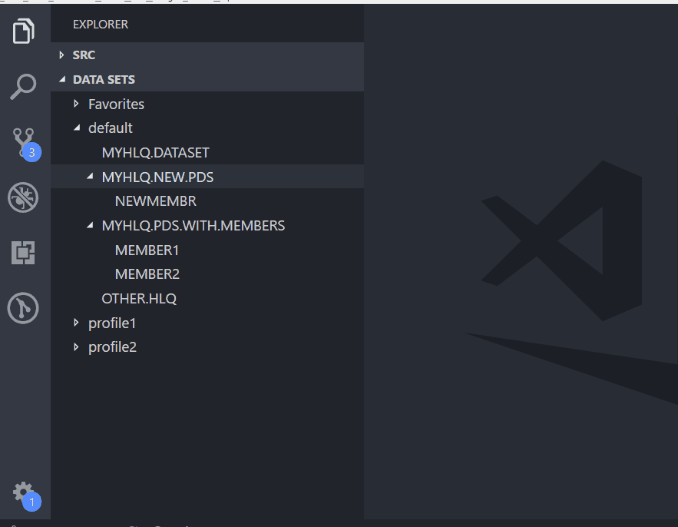 EXPLORER
SRC
DATA SETS
Favorites
default
MYHLQ.DATASET
MYHLQ.NEW.PDS
NEWMEMBR
MYHLQ.PDS.WITH.MEMBERS
MEMBER1
MEMBER2
OTHER.HLQ
profile1
profile2
3
1